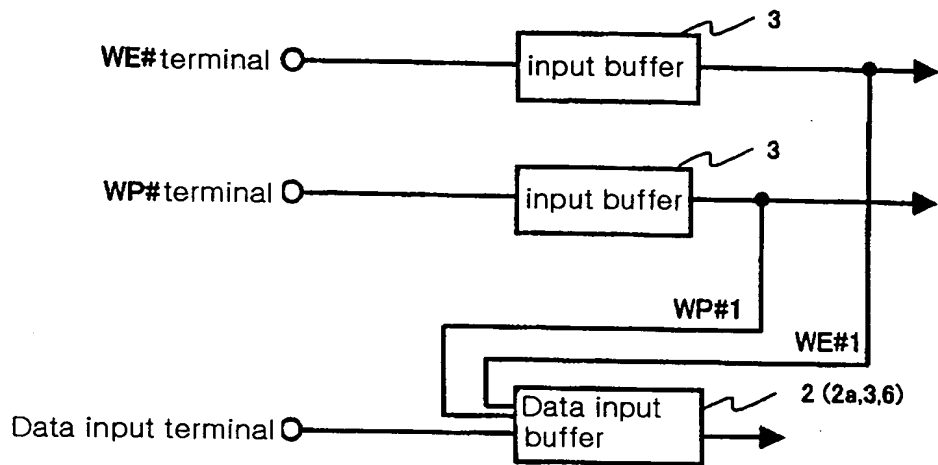 3
WE# terminal
input buffer
3
WP# terminal
input buffer
WP#1
WE#1
2 (2a,3,6)
Data input
buffer
Data input terminal